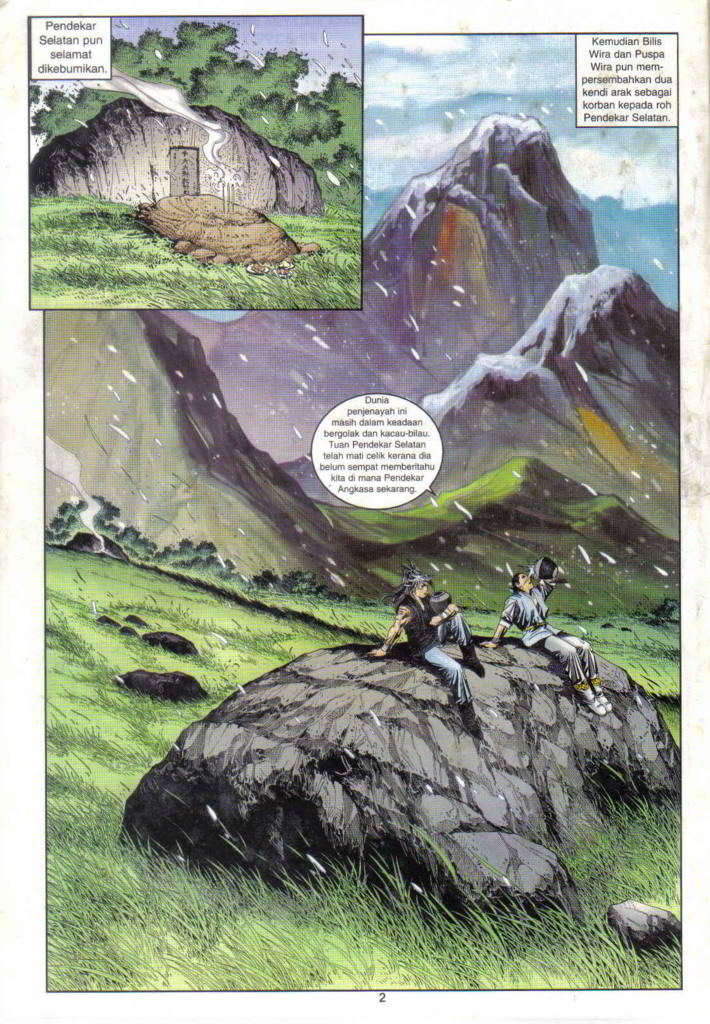 Pendekar
Selatan pun
selamat
dikebumikan.
Kemudian Bilis
Wira dan Puspa
Wira pun mem-
persembahkan dua
kendi arak sebagai
korban kepada roh
Pendekar Selatan.
Dunia
penjenayah ini
masih dalam keadaan
bergolak dan kacau-bilau.
Tuan Pendekar Selatan
telah mati celik kerana dia
belum sempat memberitahu
kita di mana Pendekar
Angkasa sekarang.
2